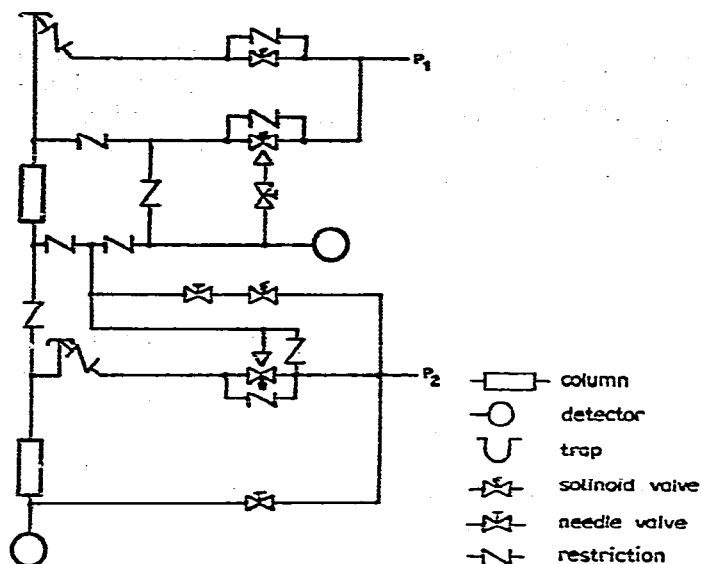 P1
P2
column
detector
trap
solinoid valve
needle valve
restriction